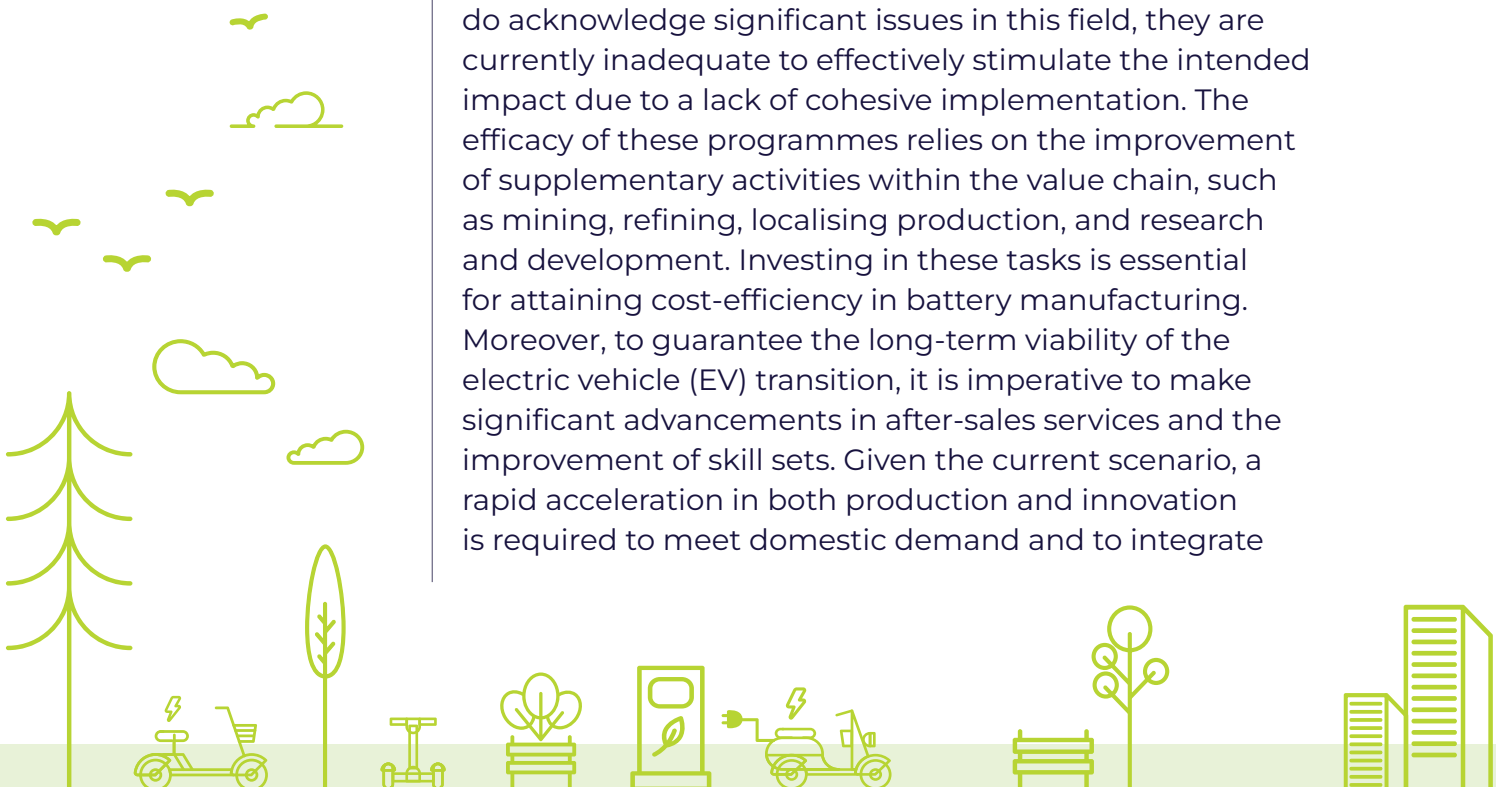 do acknowledge significant issues in this field, they are
currently inadequate to effectively stimulate the intended
impact due to a lack of cohesive implementation. The
efficacy of these programmes relies on the improvement
of supplementary activities within the value chain, such
as mining, refining, localising production, and research
and development. Investing in these tasks is essential
for attaining cost-efficiency in battery manufacturing.
Moreover, to guarantee the long-term viability of the
electric vehicle (EV) transition, it is imperative to make
significant advancements in after-sales services and the
improvement of skill sets. Given the current scenario, a
rapid acceleration in both production and innovation
is required to meet domestic demand and to integrate